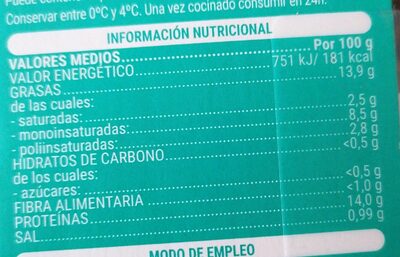 Conservar entre 0ºC y 4ºC. Una vez cocinado consumir en 24h.
INFORMACIÓN NUTRICIONAL
VALORES MEDIOS Por 100 g
VALOR ENERGÉTICO 751 kJ/ 181 kcal
GRASAS 13,9 g
de las cuales:
- saturadas: 2,5 g
- monoinsaturadas: 8,5 g
- poliinsaturadas: 2,8 g
HIDRATOS DE CARBONO <0,5 g
de los cuales:
- azúcares: <0,5 g
FIBRA ALIMENTARIA <1,0 g
PROTEÍNAS 14,0 g
SAL 0,99 g
MODO DE EMPLEO